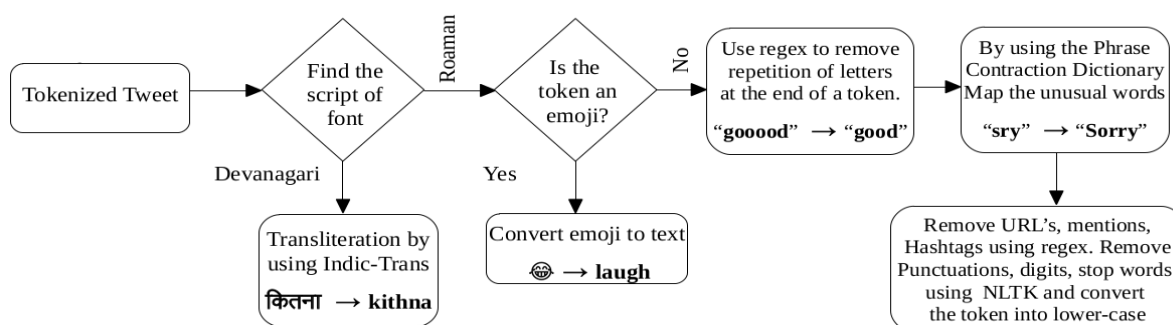 Tokenized Tweet
Find the
script of
font
Roaman
Devanagari
Transliteration by
using Indic-Trans
कितना → kithna
Is the
token an
emoji?
Yes
Convert emoji to text
😂 → laugh
No
Use regex to remove
repetition of letters
at the end of a token.
“gooood” → “good”
By using the Phrase
Contraction Dictionary
Map the unusual words
“sry” → “Sorry”
Remove URL’s, mentions,
Hashtags using regex. Remove
Punctuations, digits, stop words
using NLTK and convert
the token into lower-case